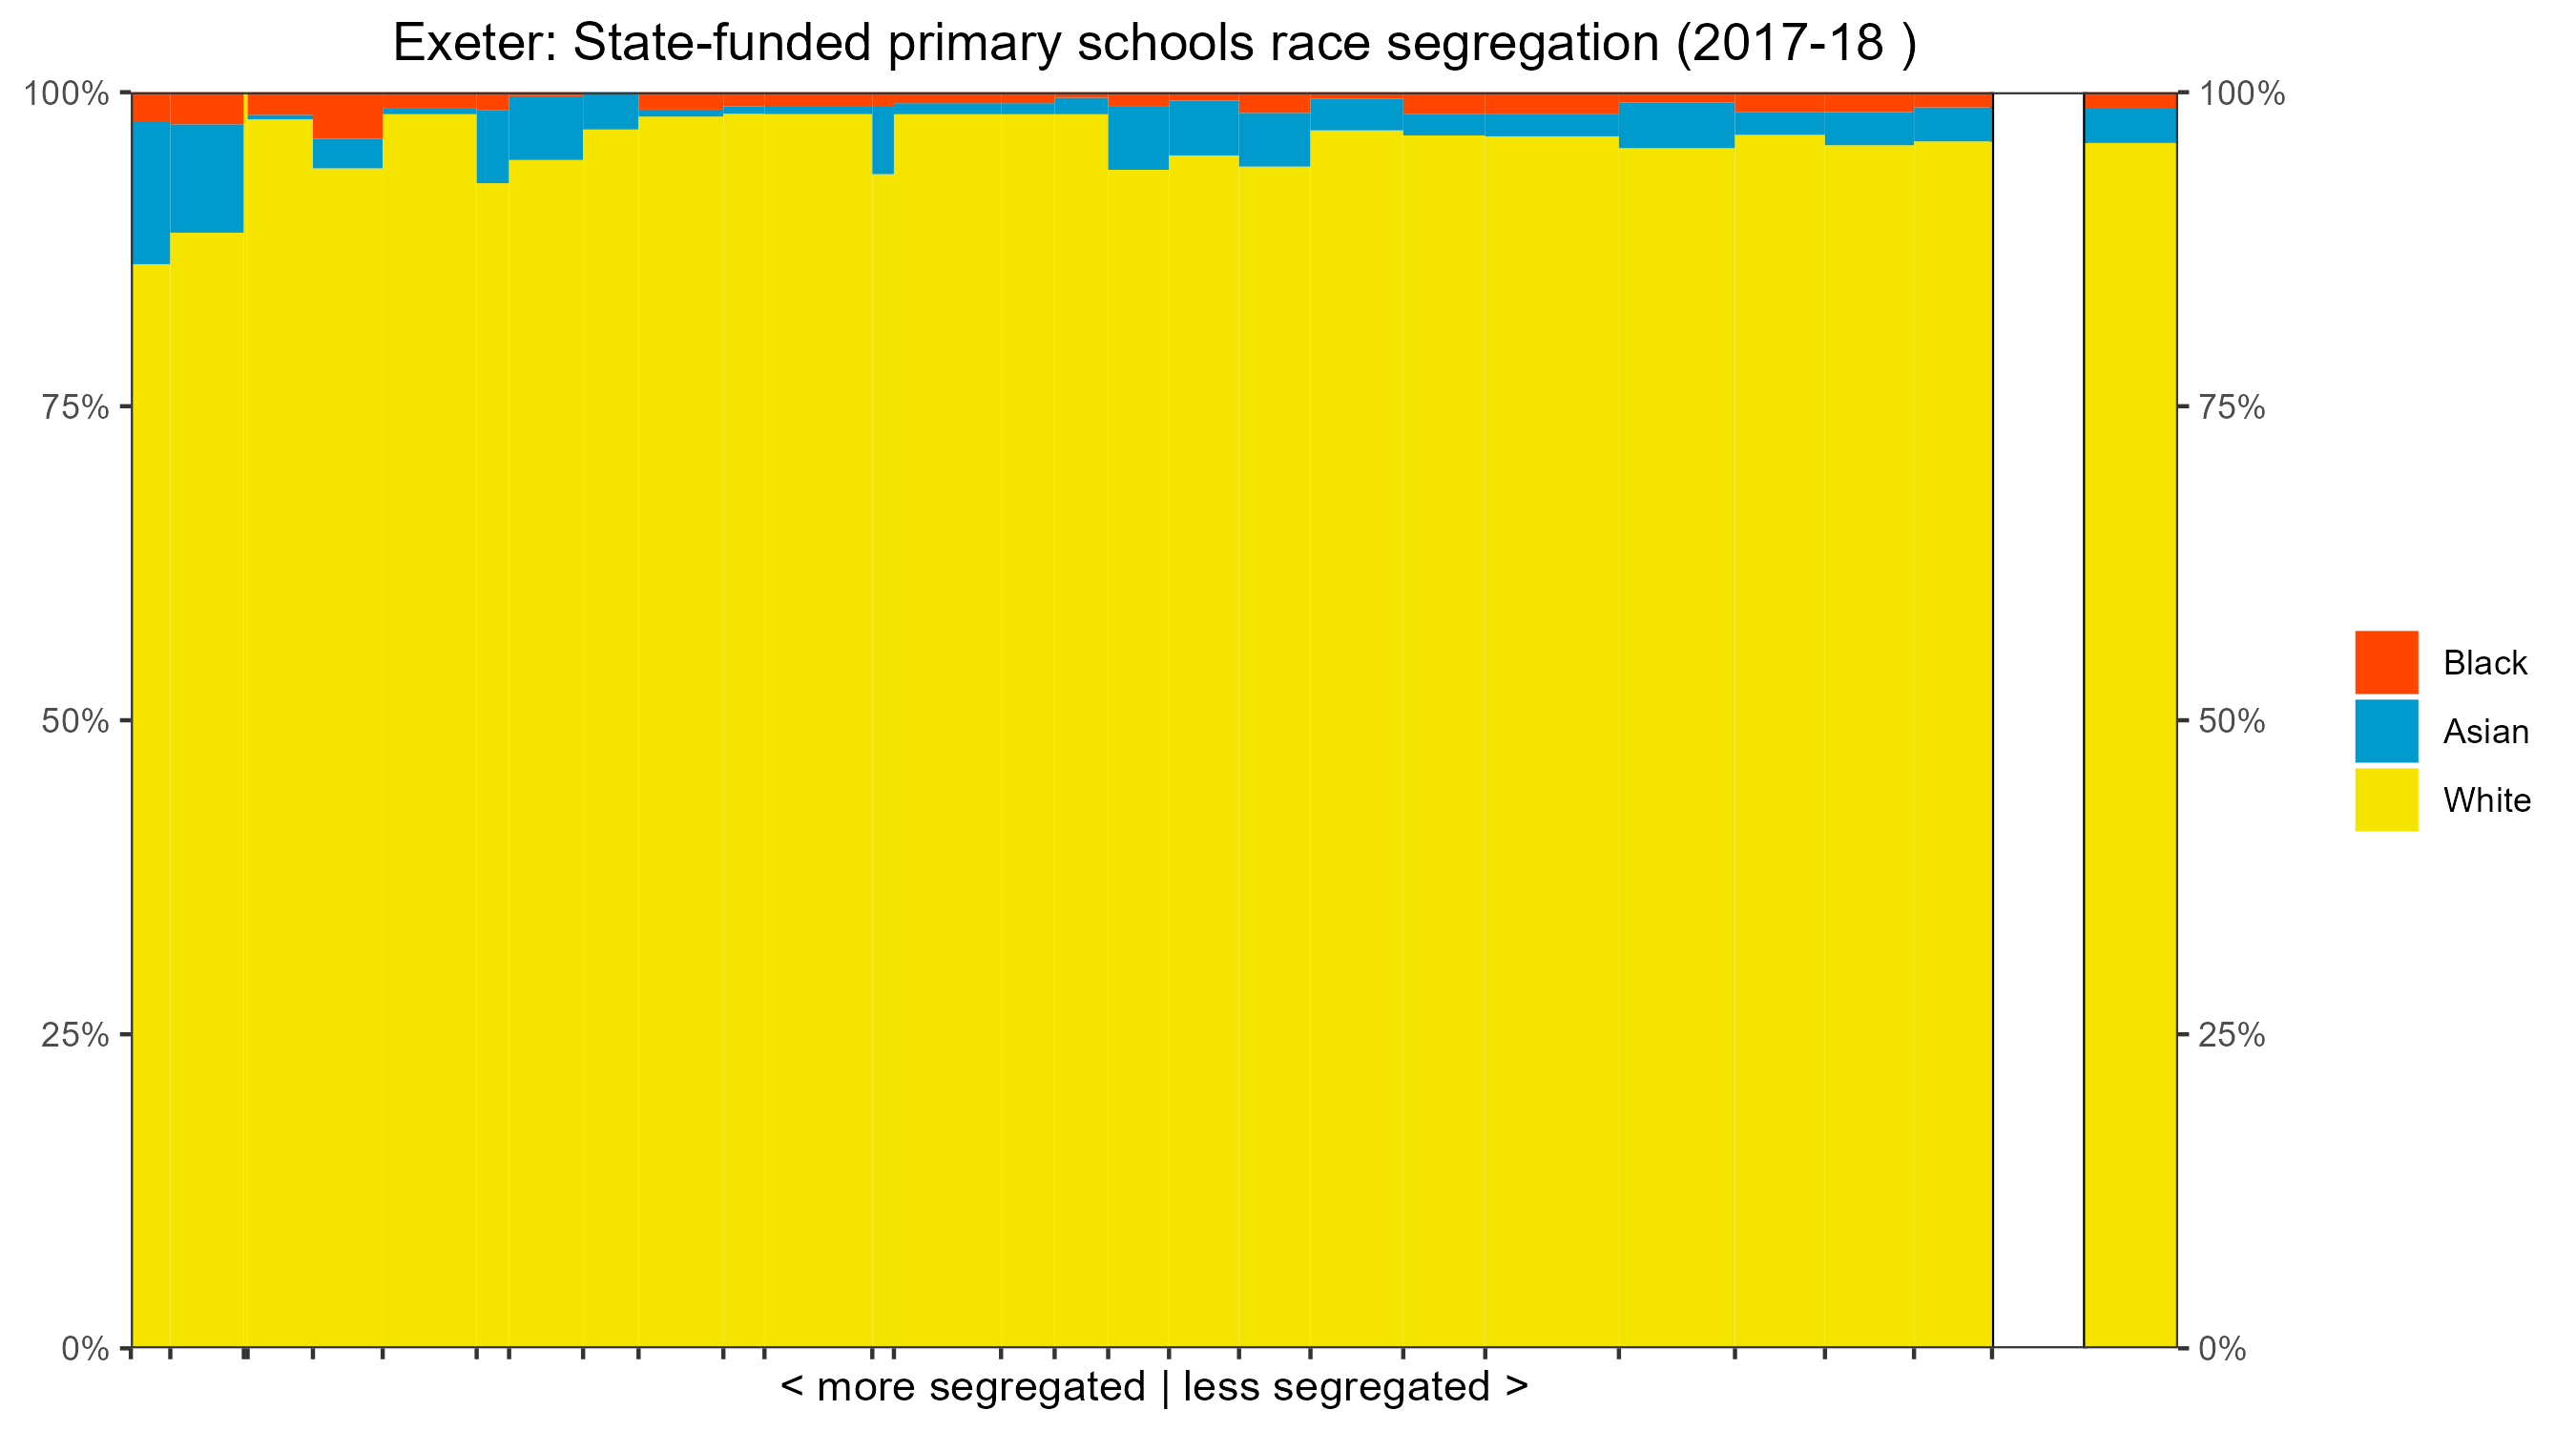 Exeter: State-funded primary schools race segregation (2017-18 )
100% 100%
75% 75%
50% 50%
25% 25%
0% 0%
Black
Asian
White
< more segregated | less segregated >